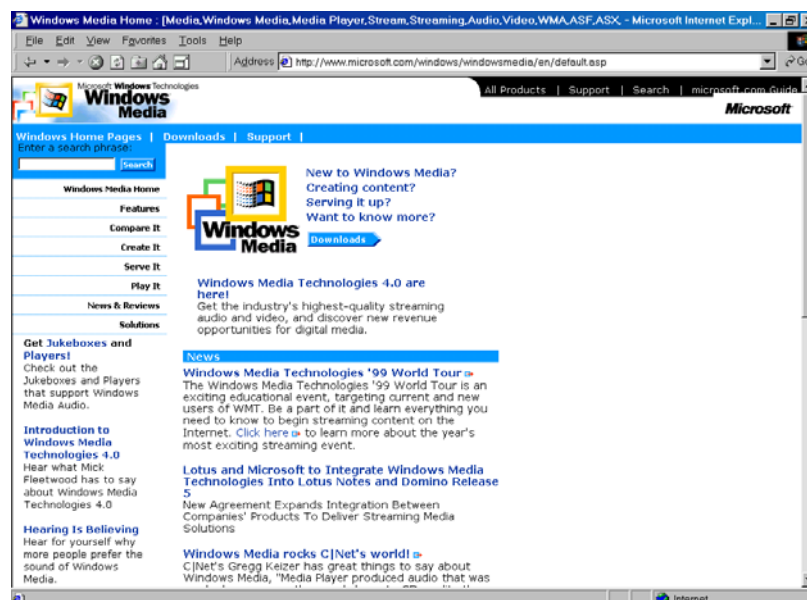 Windows Media Home : [Media,Windows Media,Media Player,Stream,Streaming,Audio,Video,WMA,ASF,ASX, - Microsoft Internet Expl...
File Edit View Favorites Tools Help
Address http://www.microsoft.com/windows/windowsmedia/en/default.asp
Microsoft Windows Technologies
Windows
Media
All Products | Support | Search | microsoft.com Guide
Microsoft
Windows Home Pages | Downloads | Support |
Enter a search phrase:
Search
Windows Media Home
Features
Compare It
Create It
Serve It
Play It
News & Reviews
Solutions
Get Jukeboxes and
Players!
Check out the
Jukeboxes and Players
that support Windows
Media Audio.
Introduction to
Windows Media
Technologies 4.0
Hear what Mick
Fleetwood has to say
about Windows Media
Technologies 4.0
Hearing Is Believing
Hear for yourself why
more people prefer the
sound of Windows
Media.
Windows
Media
New to Windows Media?
Creating content?
Serving it up?
Want to know more?
Downloads
Windows Media Technologies 4.0 are
here!
Get the industry's highest-quality streaming
audio and video, and discover new revenue
opportunities for digital media.
News
Windows Media Technologies '99 World Tour
The Windows Media Technologies '99 World Tour is an
exciting educational event, targeting current and new
users of WMT. Be a part of it and learn everything you
need to know to begin streaming content on the
Internet. Click here to learn more about the year's
most exciting streaming event.
Lotus and Microsoft to Integrate Windows Media
Technologies Into Lotus Notes and Domino Release
5
New Agreement Expands Integration Between
Companies' Products To Deliver Streaming Media
Solutions
Windows Media rocks C|Net's world!
C|Net's Gregg Keizer has great things to say about
Windows Media, "Media Player produced audio that was
Internet